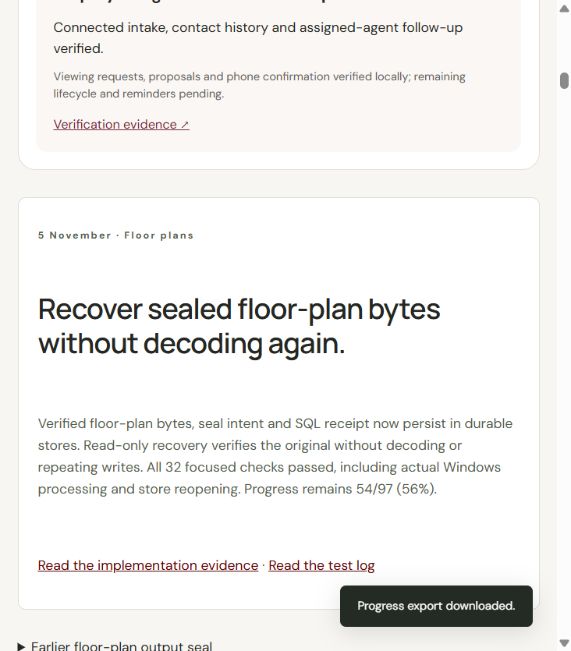 Connected intake, contact history and assigned-agent follow-up
verified.
Viewing requests, proposals and phone confirmation verified locally; remaining
lifecycle and reminders pending.
Verification evidence ↗
5 November · Floor plans
Recover sealed floor-plan bytes
without decoding again.
Verified floor-plan bytes, seal intent and SQL receipt now persist in durable
stores. Read-only recovery verifies the original without decoding or
repeating writes. All 32 focused checks passed, including actual Windows
processing and store reopening. Progress remains 54/97 (56%).
Read the implementation evidence · Read the test log
Progress export downloaded.
▶ Earlier floor-plan output seal